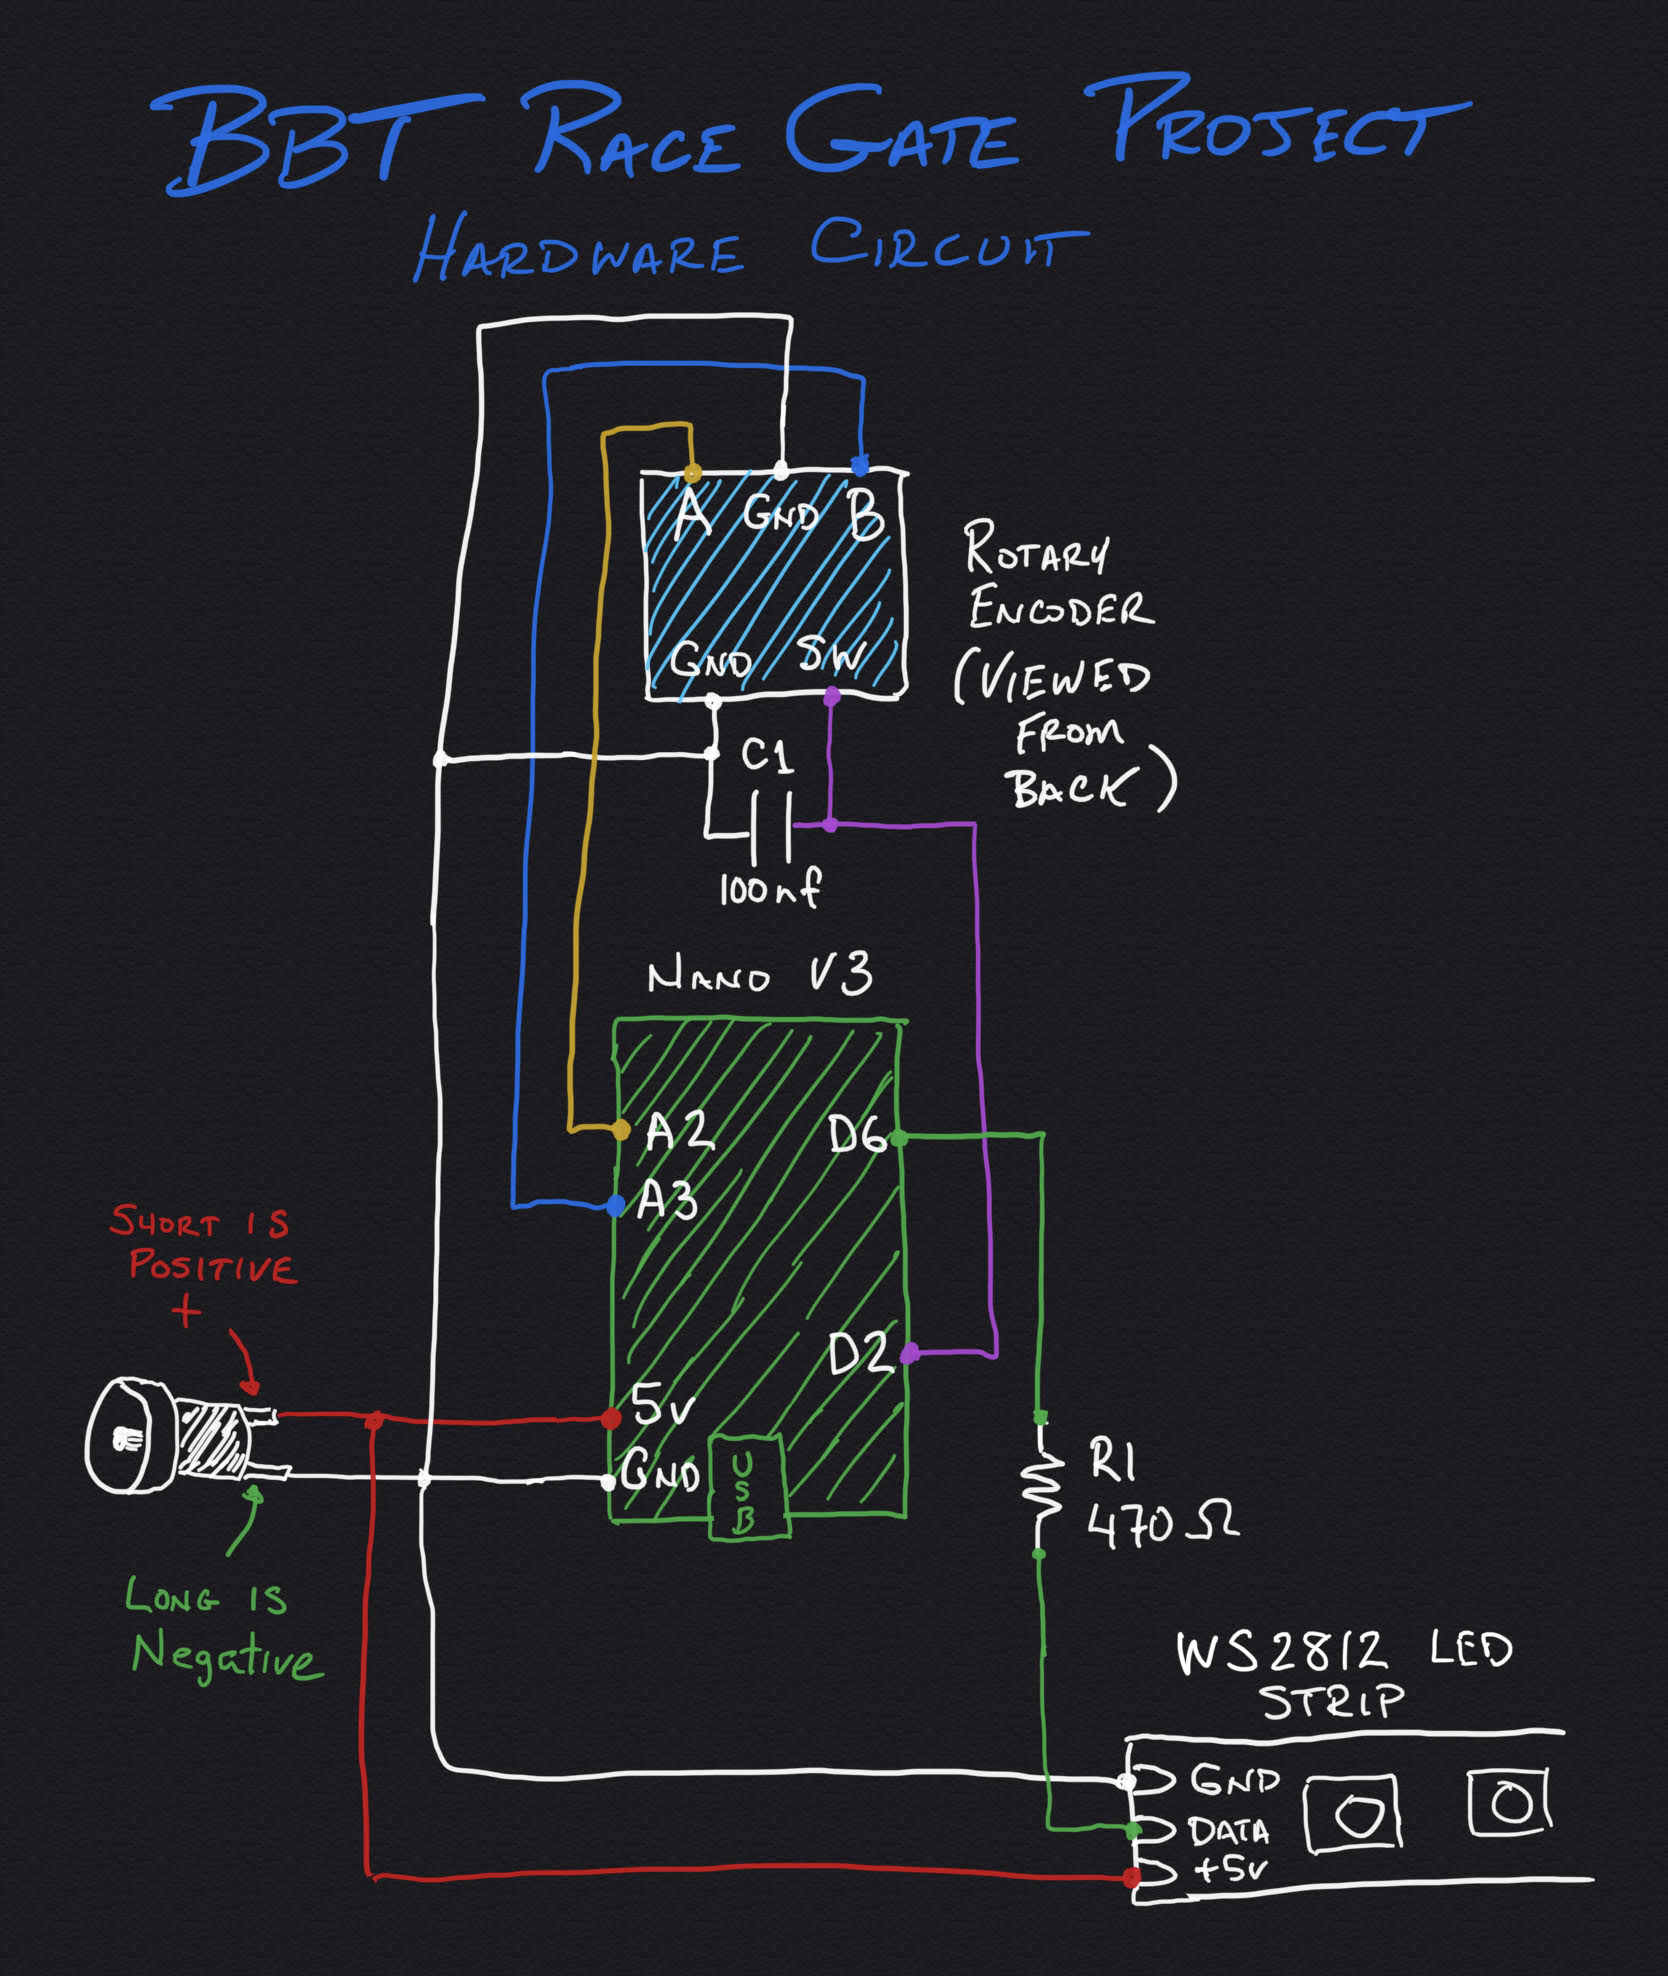 BBT RACE GATE PROJECT
HARDWARE CIRCUIT
A GND B
GND SW
ROTARY
ENCODER
(VIEWED
FROM
BACK)
C1
100nf
NANO V3
A2 D6
A3
D2
5v
GND
USB
SHORT IS
POSITIVE
+
LONG IS
Negative
R1
470Ω
WS2812 LED
STRIP
GND
DATA
+5v